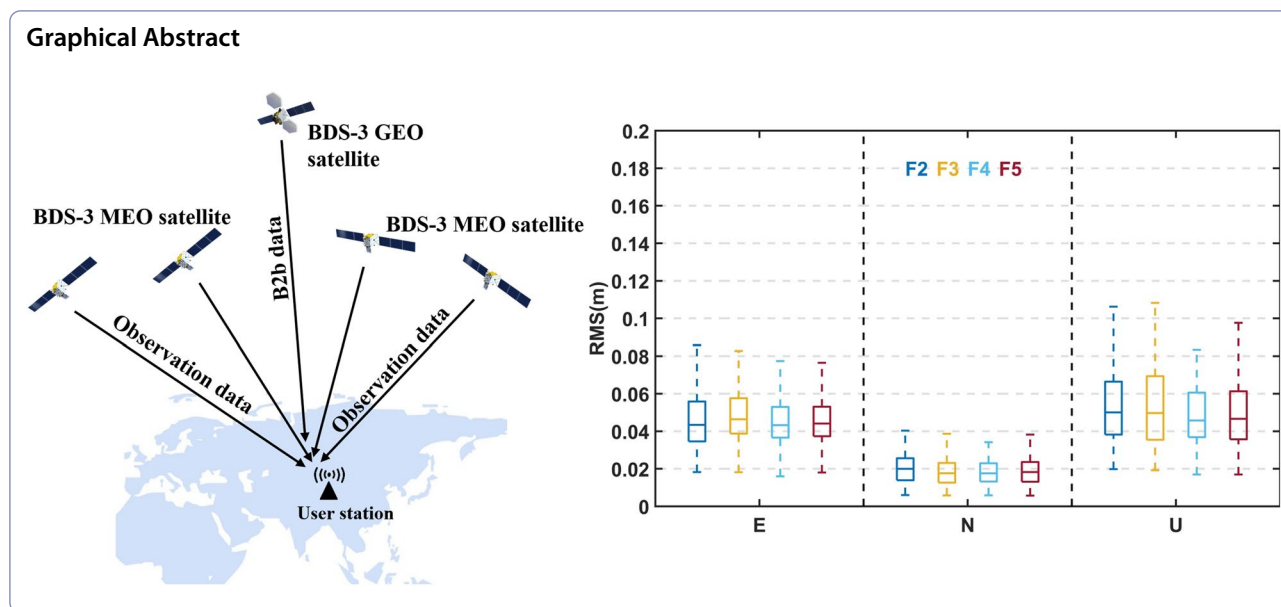 Graphical Abstract
BDS-3 GEO
satellite
BDS-3 MEO satellite
BDS-3 MEO satellite
B2b data
Observation data
Observation data
User station
0.2
0.18
0.16
0.14
0.12
0.1
0.08
0.06
0.04
0.02
0
RMS(m)
F2 F3 F4 F5
E N U